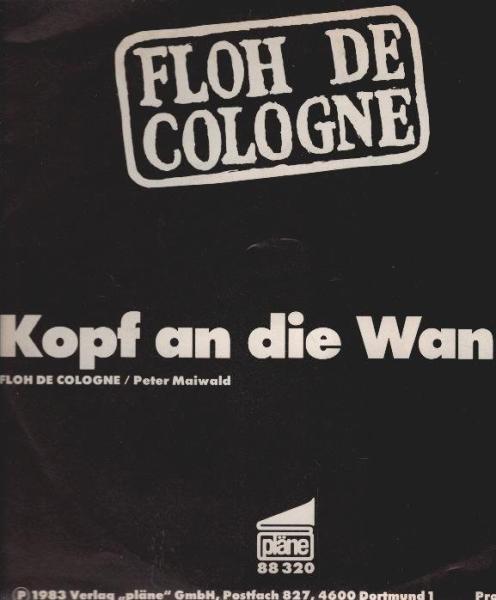 FLOH DE
COLOGNE
Kopf an die Wan
FLOH DE COLOGNE / Peter Maiwald
pläne
88 320
Ⓟ 1983 Verlag „pläne“ GmbH, Postfach 827, 4600 Dortmund 1 Pro